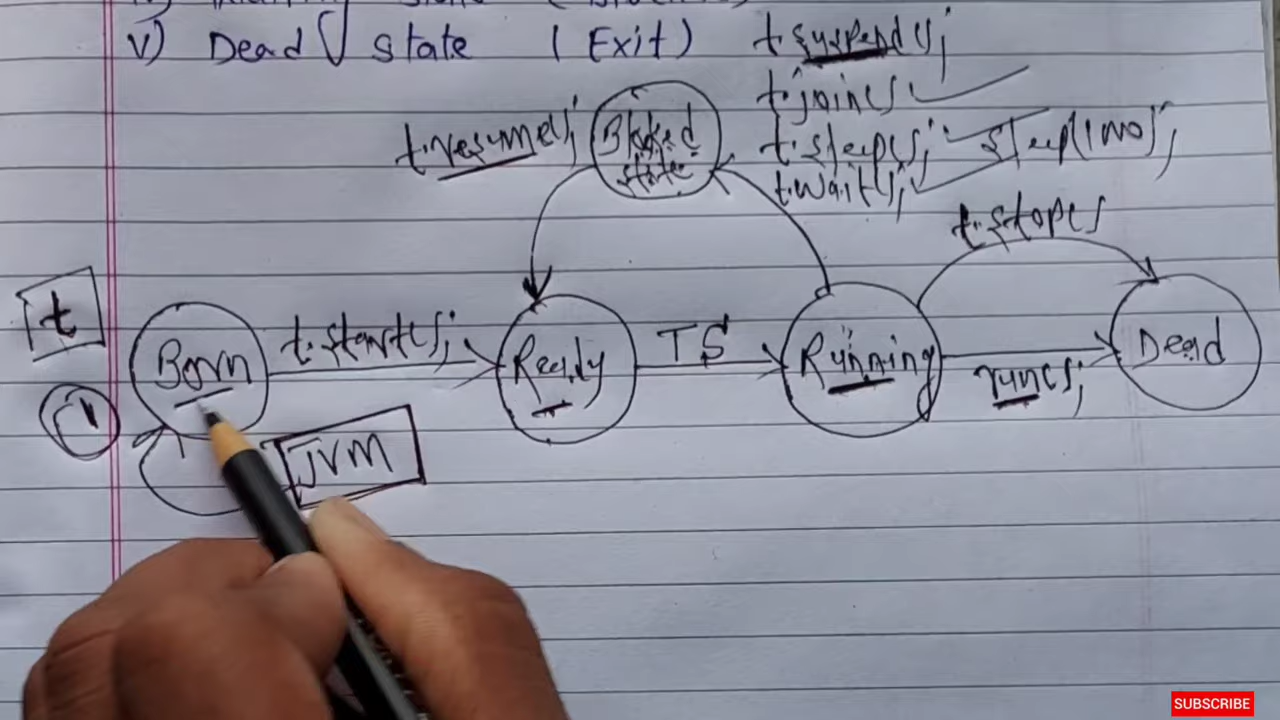 v) Dead state (Exit)
t.suspend();
t.join()
t.sleep(); sleep(1000);
t.wait();
t.resume();
Blocked
state
t.stop()
t
Born
t.start();
Ready
TS
Running
run();
Dead
JVM
SUBSCRIBE